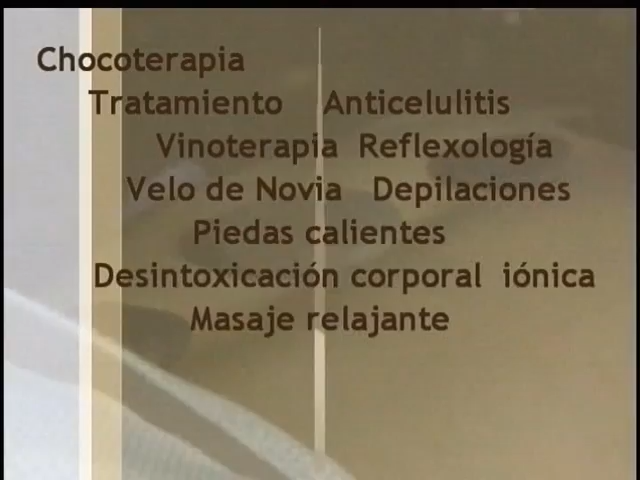 Chocoterapia
Tratamiento Anticelulitis
Vinoterapia Reflexología
Velo de Novia Depilaciones
Piedas calientes
Desintoxicación corporal iónica
Masaje relajante